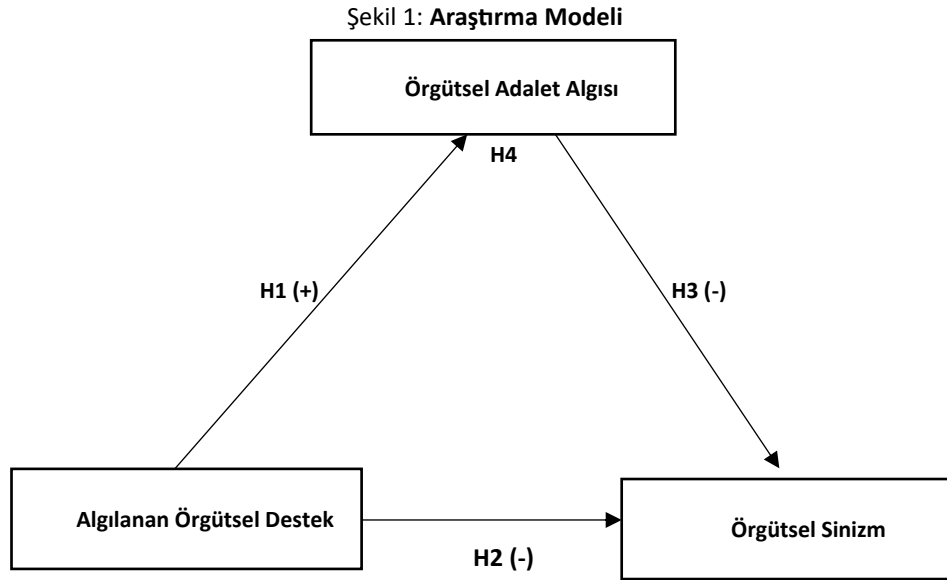 Şekil 1: Araştırma Modeli
Örgütsel Adalet Algısı
H4
H1 (+)
H3 (-)
Algılanan Örgütsel Destek
H2 (-)
Örgütsel Sinizm